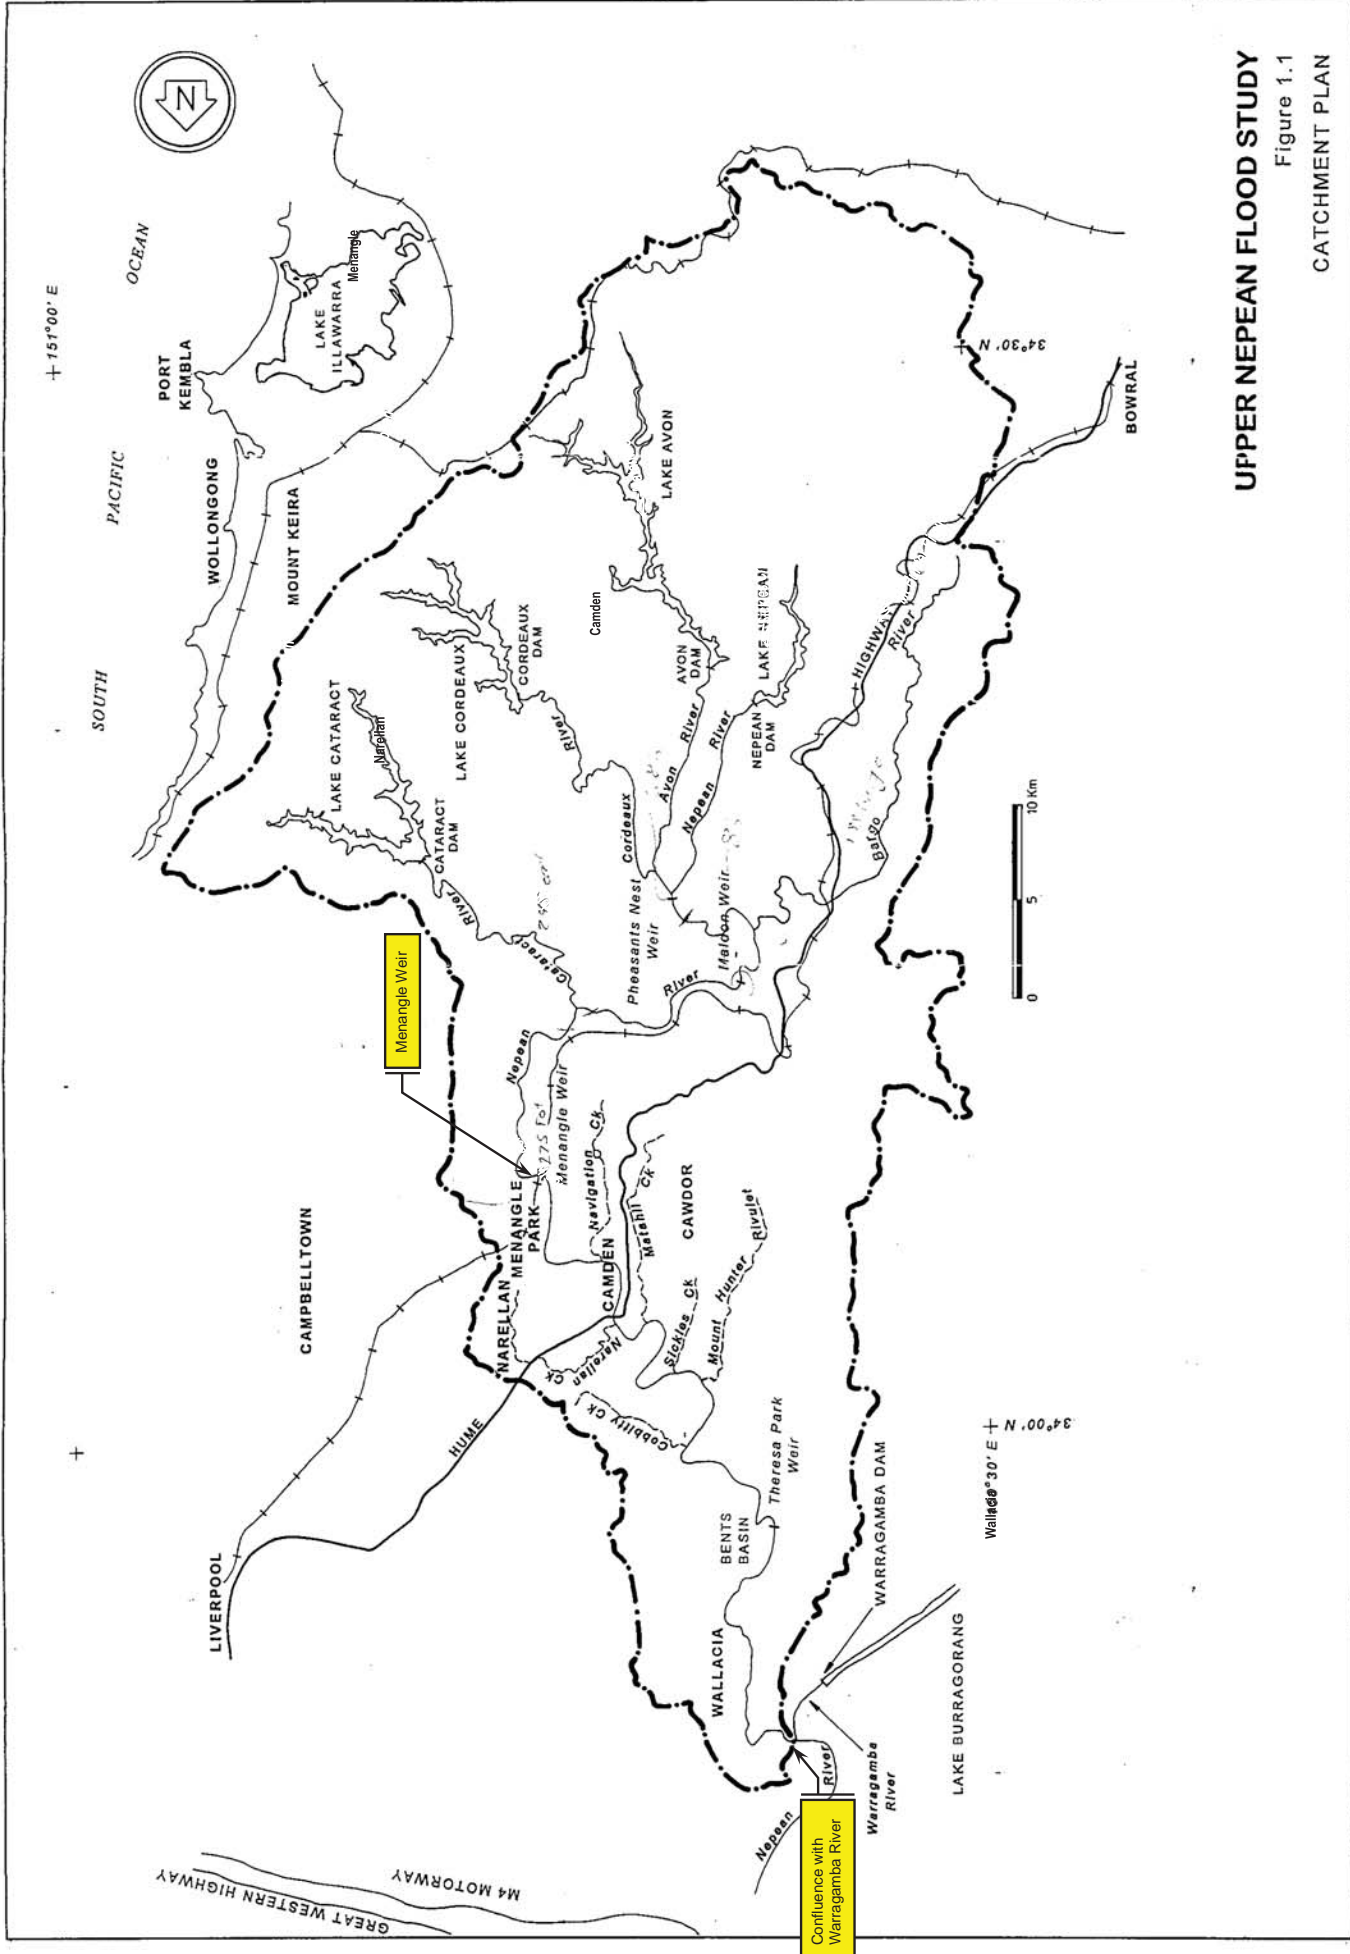 UPPER NEPEAN FLOOD STUDY
Figure 1.1
CATCHMENT PLAN
N
+ 151°00' E
SOUTH
PACIFIC
OCEAN
PORT
KEMBLA
LAKE
ILLAWARRA
Menangle
WOLLONGONG
MOUNT KEIRA
LAKE CATARACT
Narellan
CATARACT
DAM
LAKE CORDEAUX
CORDEAUX
DAM
Camden
LAKE AVON
AVON
DAM
LAKE NEPEAN
NEPEAN
DAM
River
Cataract
River
Cordeaux
Avon River
Nepean River
Pheasants Nest
Weir
Maldon Weir
River
Nepean
HIGHWAY
River
Bargo
BOWRAL
34°30' N
Menangle Weir
Menangle Weir
MENANGLE
PARK
Navigation Ck
Matahil Ck
CAWDOR
CAMDEN
NARELLAN
Narellan Ck
Sickles Ck
Mount Hunter Rivulet
Cobbitty Ck
CAMPBELLTOWN
HUME
LIVERPOOL
Theresa Park
Weir
BENTS
BASIN
WALLACIA
WARRAGAMBA DAM
Wallacia
30' E
34°00' N
LAKE BURRAGORANG
Warragamba
River
Nepean River
Confluence with
Warragamba River
M4 MOTORWAY
GREAT WESTERN HIGHWAY
0 5 10 Km